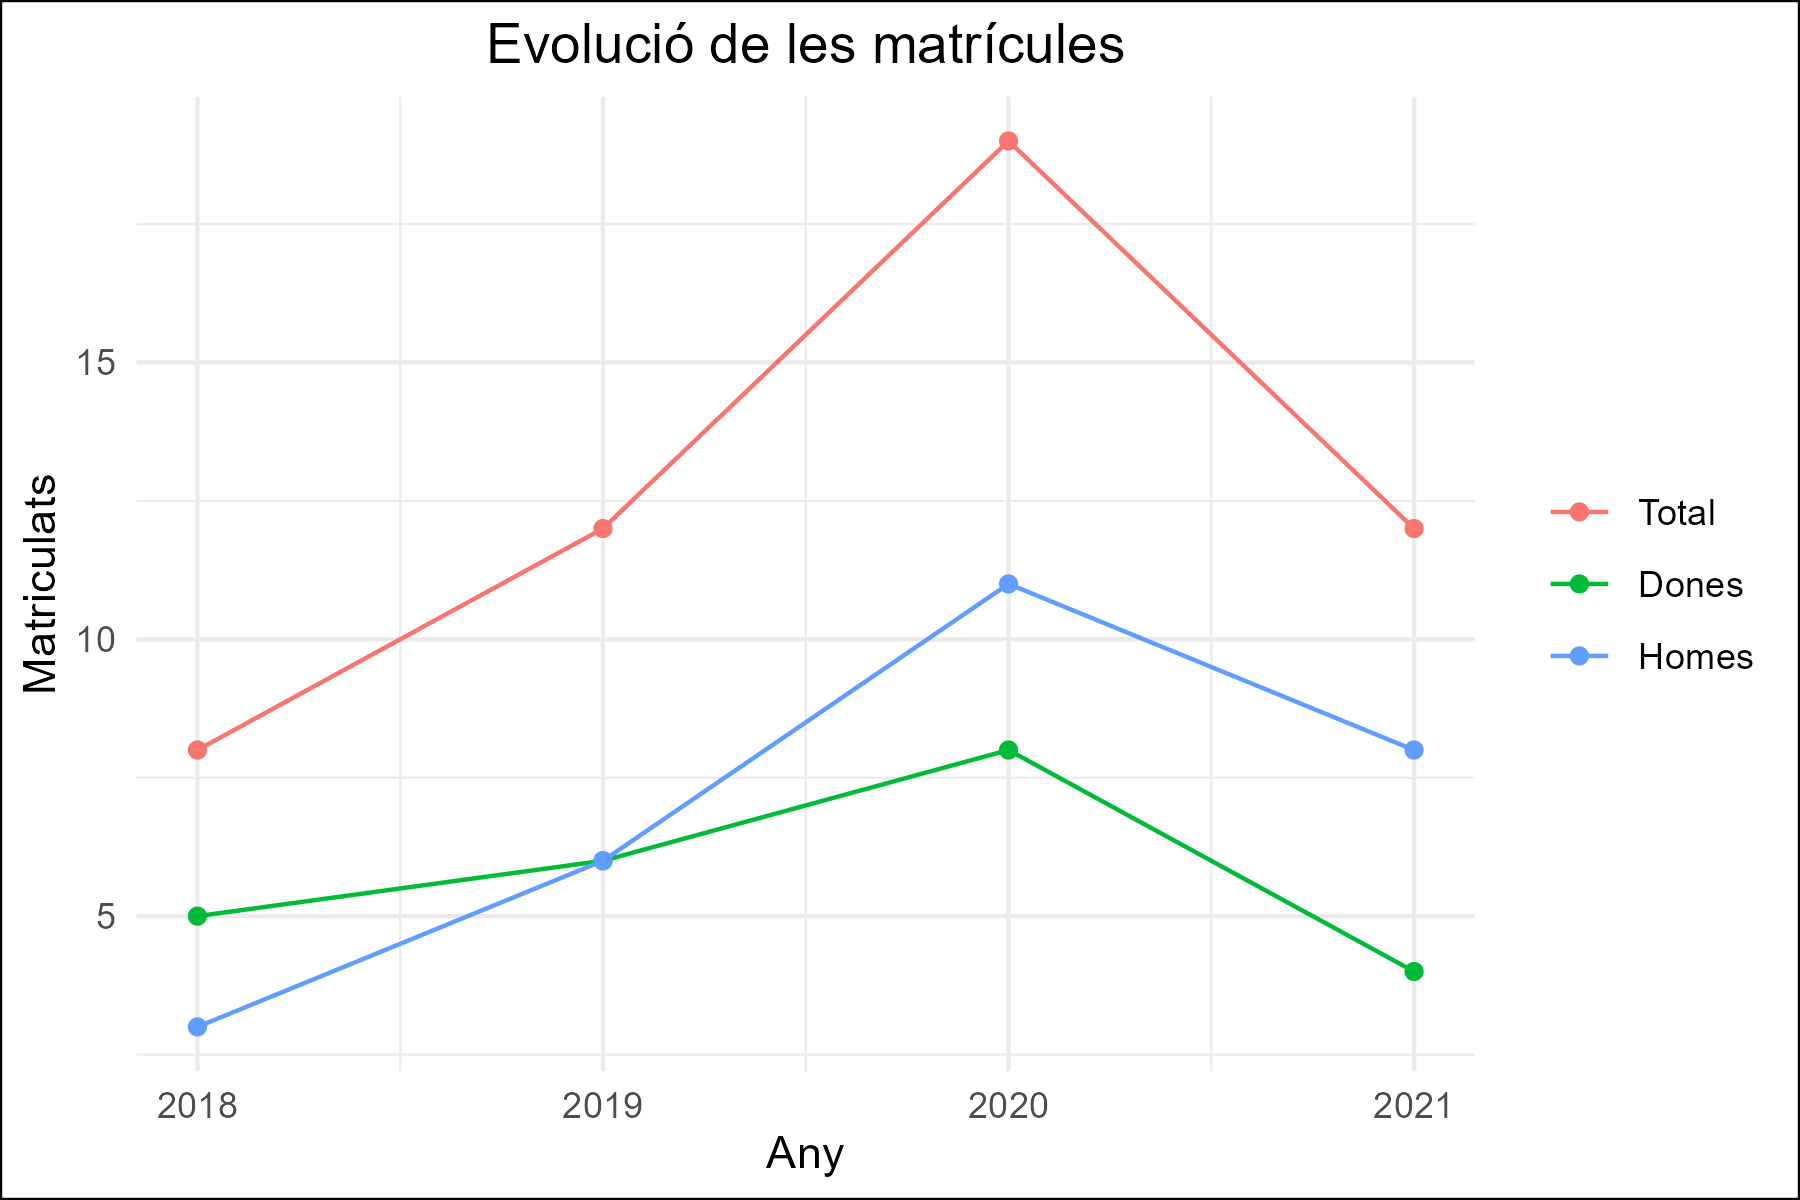 Evolució de les matrícules
Matriculats
15
10
5
2018
2019
2020
2021
Any
Total
Dones
Homes